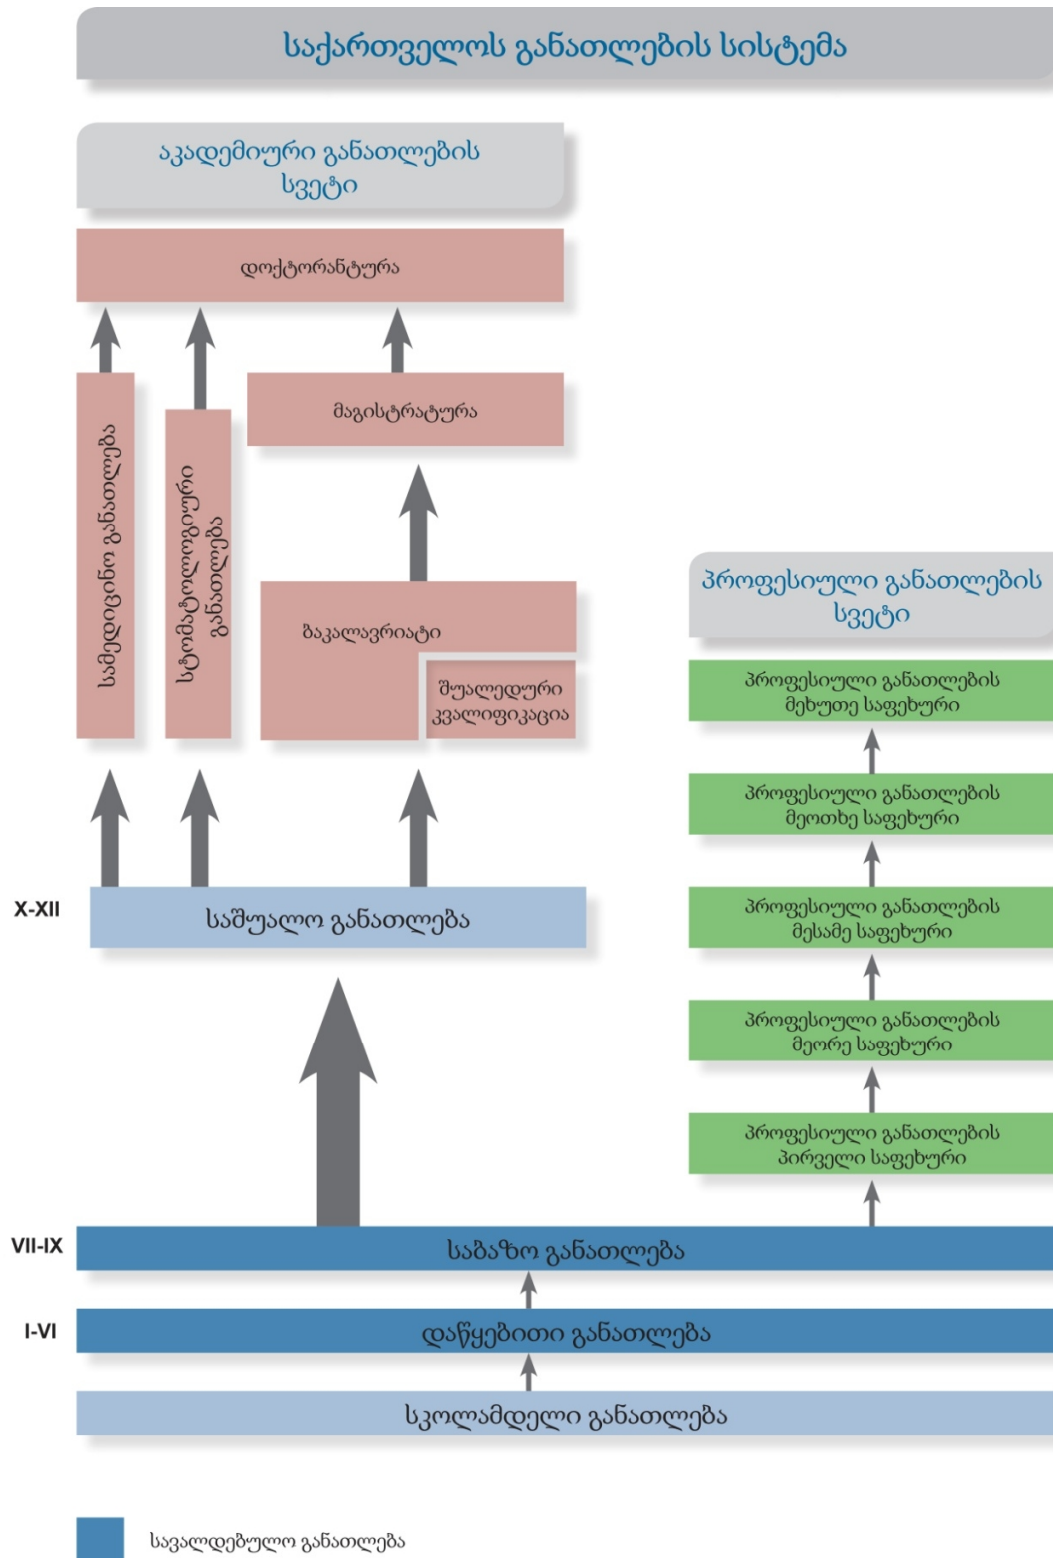 საქართველოს განათლების სისტემა
აკადემიური განათლების
სვეტი
დოქტორანტურა
სამედიცინო განათლება
სტომატოლოგიური
განათლება
მაგისტრატურა
ბაკალავრიატი
შუალედური
კვალიფიკაცია
X-XII
საშუალო განათლება
პროფესიული განათლების
სვეტი
პროფესიული განათლების
მეხუთე საფეხური
პროფესიული განათლების
მეოთხე საფეხური
პროფესიული განათლების
მესამე საფეხური
პროფესიული განათლების
მეორე საფეხური
პროფესიული განათლების
პირველი საფეხური
VII-IX
საბაზო განათლება
I-VI
დაწყებითი განათლება
სკოლამდელი განათლება
სავალდებულო განათლება